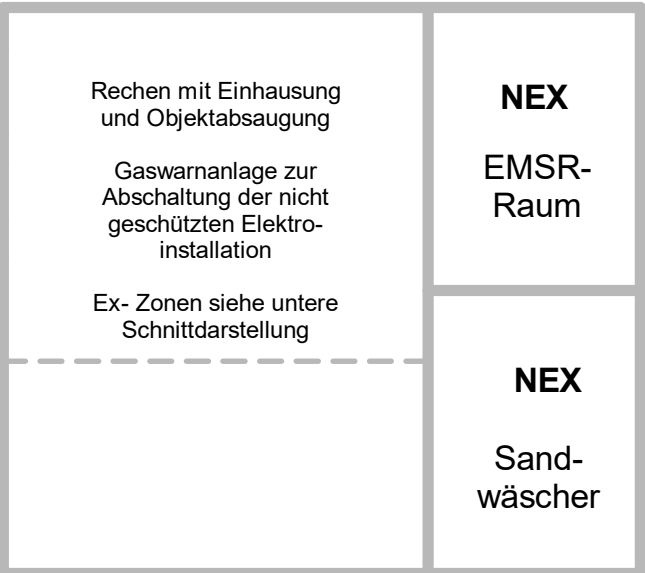 Rechen mit Einhausung
und Objektabsaugung
Gaswarnanlage zur
Abschaltung der nicht
geschützten Elektro-
installation
Ex- Zonen siehe untere
Schnittdarstellung
NEX
EMSR-
Raum
NEX
Sand-
wäscher